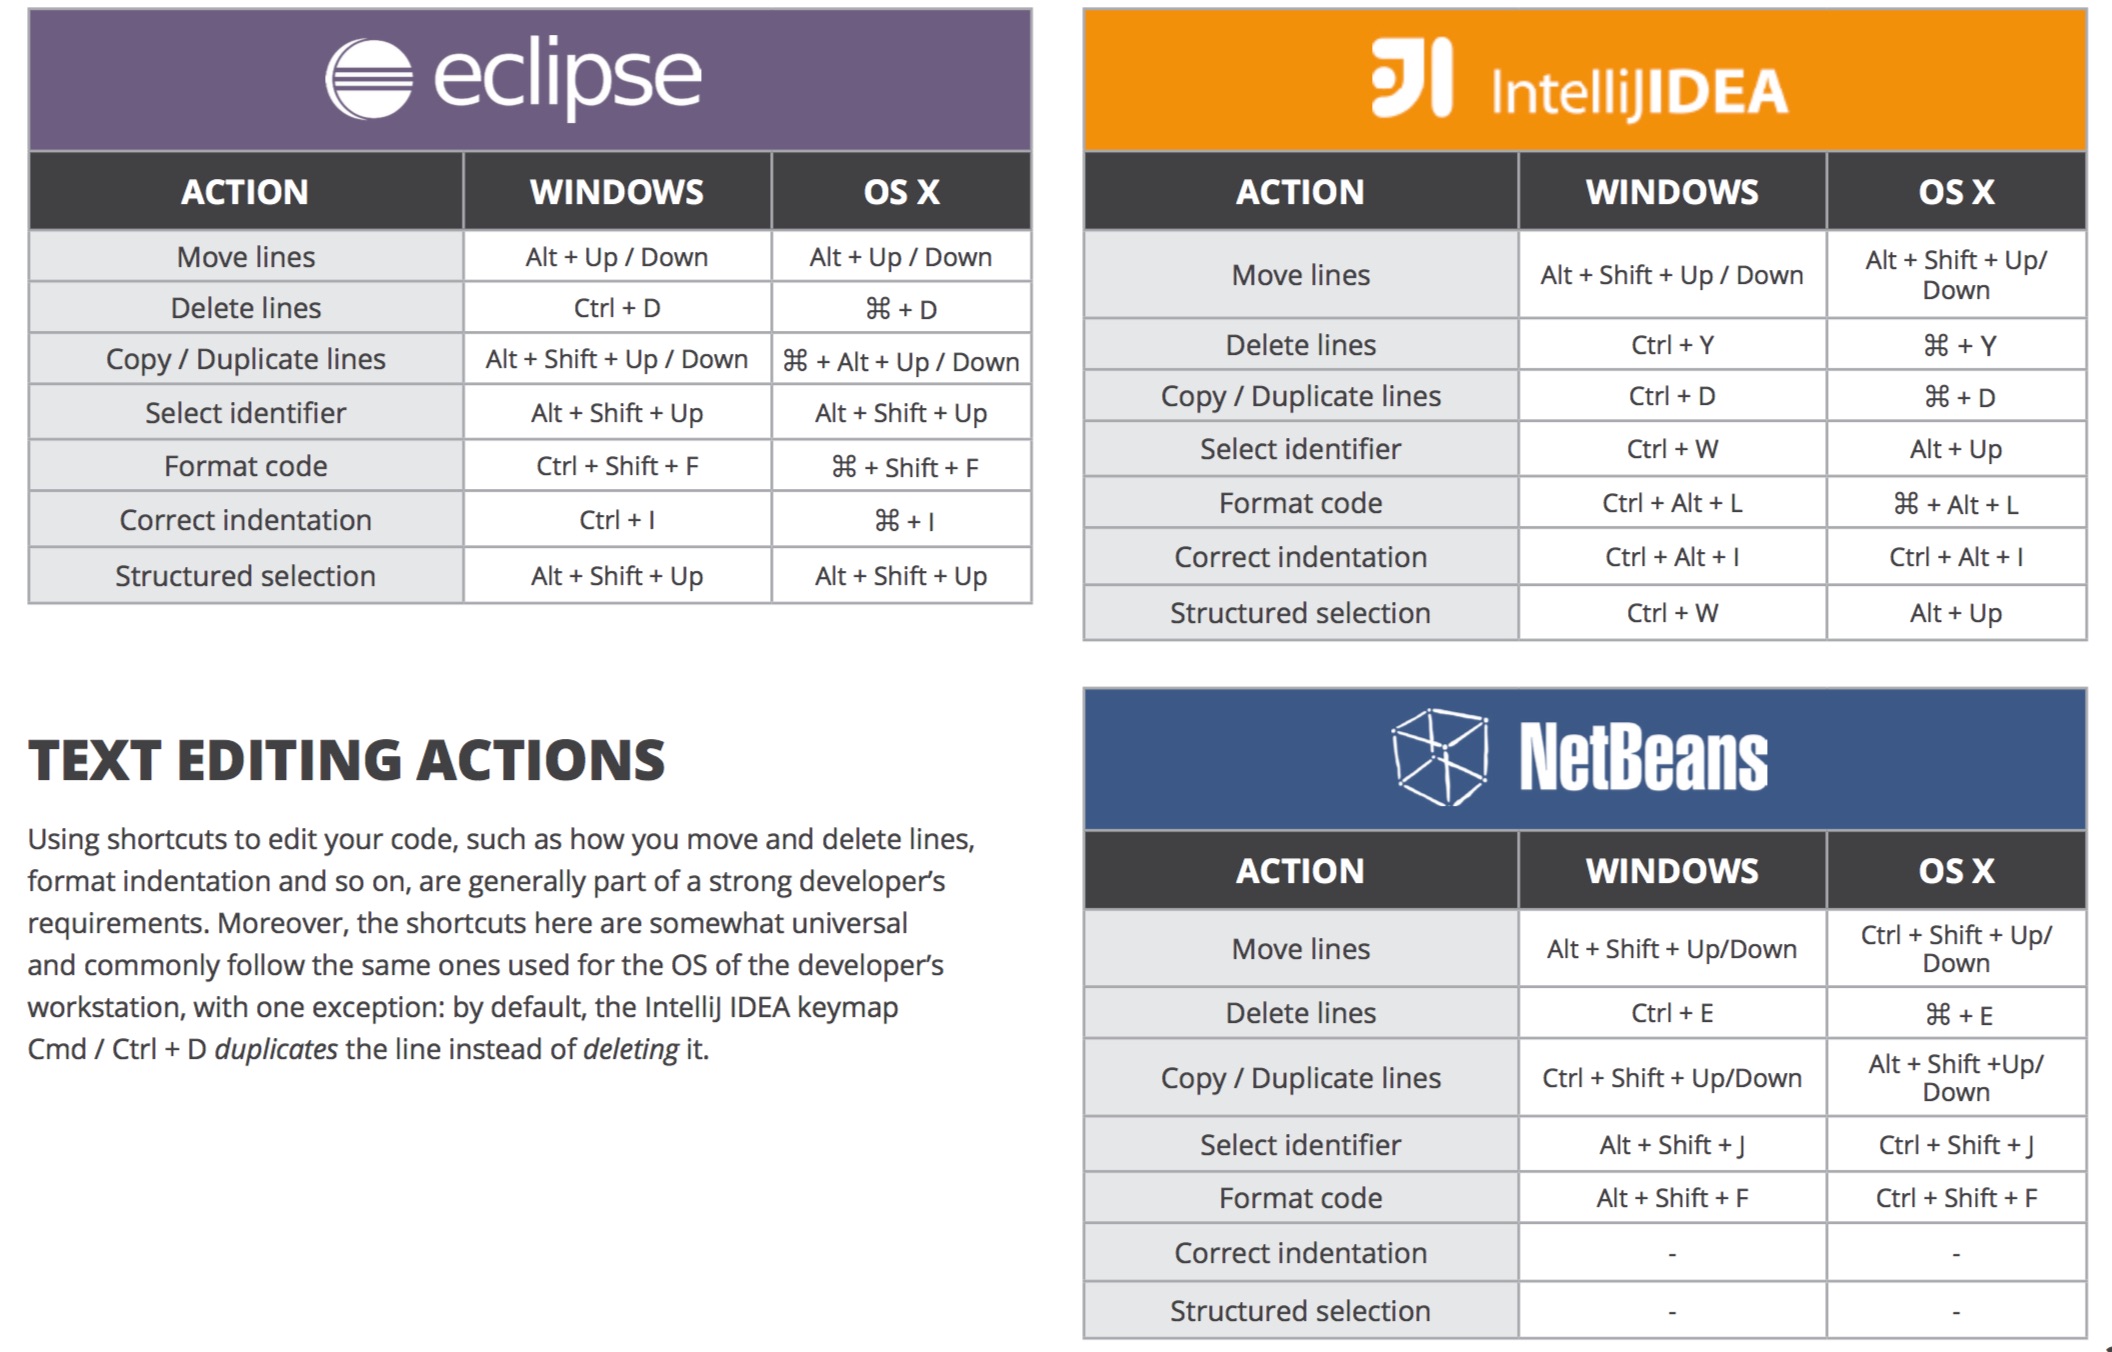 eclipse
ACTION WINDOWS OS X
Move lines Alt + Up / Down Alt + Up / Down
Delete lines Ctrl + D ⌘ + D
Copy / Duplicate lines Alt + Shift + Up / Down ⌘ + Alt + Up / Down
Select identifier Alt + Shift + Up Alt + Shift + Up
Format code Ctrl + Shift + F ⌘ + Shift + F
Correct indentation Ctrl + I ⌘ + I
Structured selection Alt + Shift + Up Alt + Shift + Up
IntelliJIDEA
ACTION WINDOWS OS X
Move lines Alt + Shift + Up / Down Alt + Shift + Up/
Down
Delete lines Ctrl + Y ⌘ + Y
Copy / Duplicate lines Ctrl + D ⌘ + D
Select identifier Ctrl + W Alt + Up
Format code Ctrl + Alt + L ⌘ + Alt + L
Correct indentation Ctrl + Alt + I Ctrl + Alt + I
Structured selection Ctrl + W Alt + Up
TEXT EDITING ACTIONS
Using shortcuts to edit your code, such as how you move and delete lines,
format indentation and so on, are generally part of a strong developer’s
requirements. Moreover, the shortcuts here are somewhat universal
and commonly follow the same ones used for the OS of the developer’s
workstation, with one exception: by default, the IntelliJ IDEA keymap
Cmd / Ctrl + D duplicates the line instead of deleting it.
NetBeans
ACTION WINDOWS OS X
Move lines Alt + Shift + Up/Down Ctrl + Shift + Up/
Down
Delete lines Ctrl + E ⌘ + E
Copy / Duplicate lines Ctrl + Shift + Up/Down Alt + Shift +Up/
Down
Select identifier Alt + Shift + J Ctrl + Shift + J
Format code Alt + Shift + F Ctrl + Shift + F
Correct indentation - -
Structured selection - -